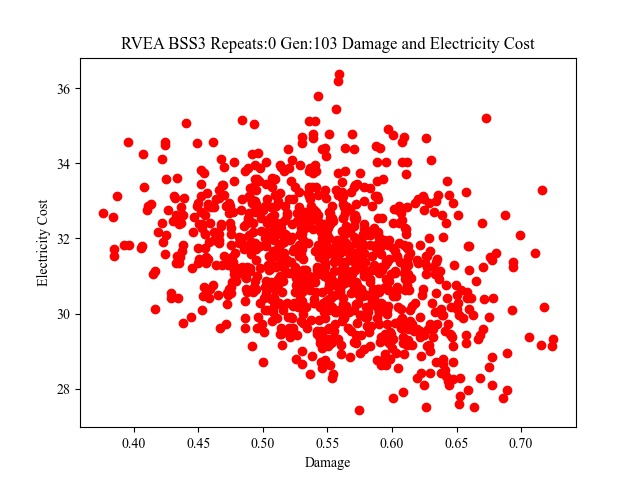 RVEA BSS3 Repeats:0 Gen:103 Damage and Electricity Cost
36
34
32
30
28
Electricity Cost
0.40 0.45 0.50 0.55 0.60 0.65 0.70
Damage